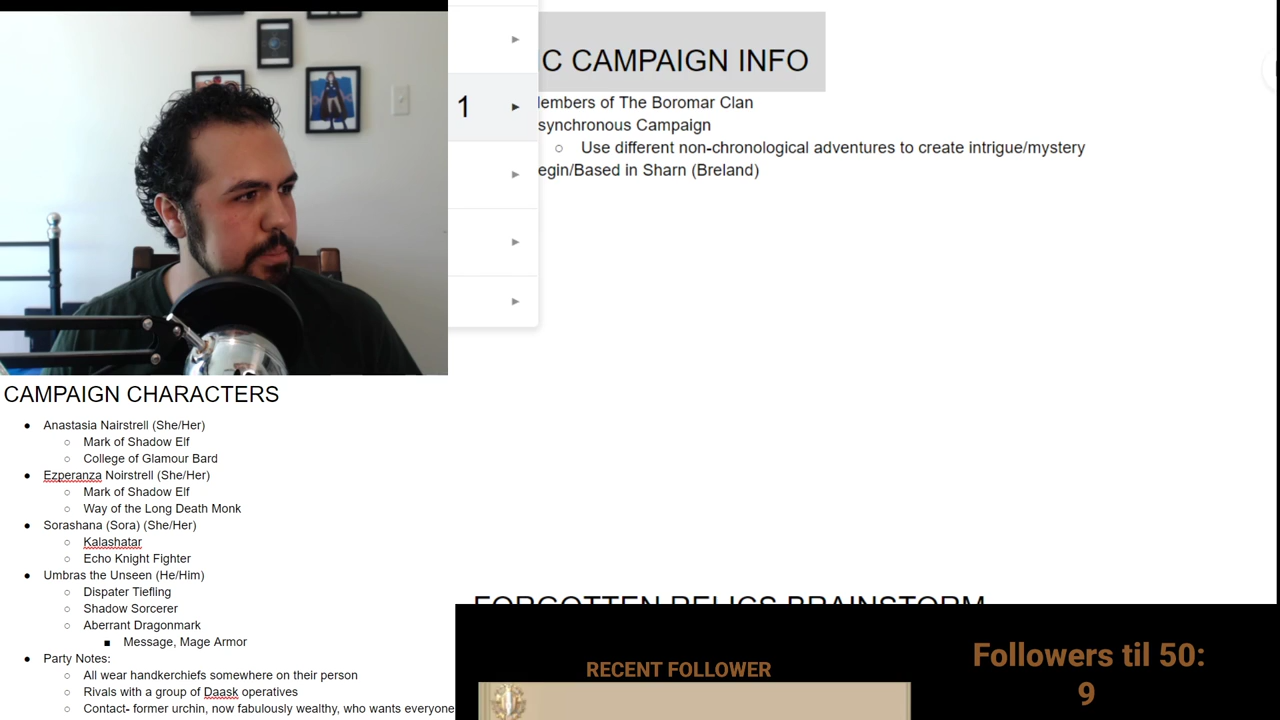 C CAMPAIGN INFO
1
embers of The Boromar Clan
synchronous Campaign
Use different non-chronological adventures to create intrigue/mystery
egin/Based in Sharn (Breland)
CAMPAIGN CHARACTERS
Anastasia Nairstrell (She/Her)
Mark of Shadow Elf
College of Glamour Bard
Ezperanza Noirstrell (She/Her)
Mark of Shadow Elf
Way of the Long Death Monk
Sorashana (Sora) (She/Her)
Kalashatar
Echo Knight Fighter
Umbras the Unseen (He/Him)
Dispater Tiefling
Shadow Sorcerer
Aberrant Dragonmark
Message, Mage Armor
Party Notes:
All wear handkerchiefs somewhere on their person
Rivals with a group of Daask operatives
Contact- former urchin, now fabulously wealthy, who wants everyone
FORGOTTEN RELICS BRAINSTORM
RECENT FOLLOWER
Followers til 50:
9